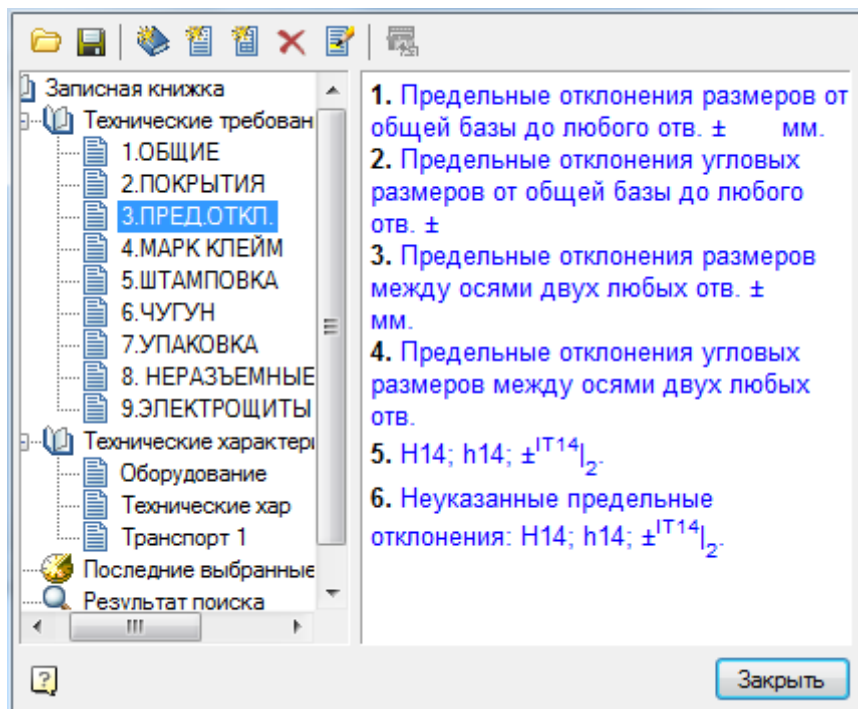 Записная книжка
Технические требован
1.ОБЩИЕ
2.ПОКРЫТИЯ
3.ПРЕД.ОТКЛ.
4.МАРК КЛЕЙМ
5.ШТАМПОВКА
6.ЧУГУН
7.УПАКОВКА
8. НЕРАЗЪЕМНЫЕ
9.ЭЛЕКТРОЩИТЫ
Технические характери
Оборудование
Технические хар
Транспорт 1
Последние выбранные
Результат поиска
1. Предельные отклонения размеров от
общей базы до любого отв. ± мм.
2. Предельные отклонения угловых
размеров от общей базы до любого
отв. ±
3. Предельные отклонения размеров
между осями двух любых отв. ±
мм.
4. Предельные отклонения угловых
размеров между осями двух любых
отв.
5. H14; h14; ±IT14|2.
6. Неуказанные предельные
отклонения: H14; h14; ±IT14|2.
Закрыть